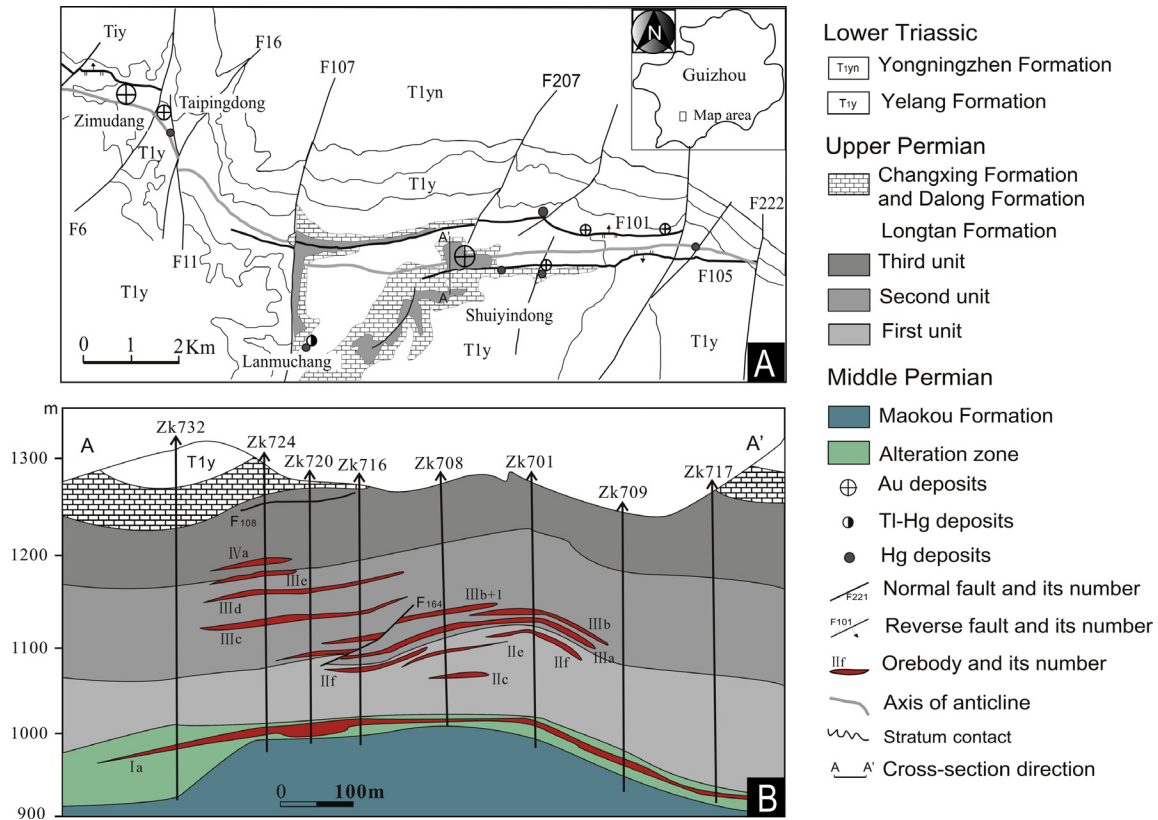 Tiy
F16
F107
F207
N
Guizhou
Map area
T1yn
Taipingdong
Zimudang
T1y
T1y
F6
F11
F101
F222
A'
F105
A
T1y
Shuiyindong
T1y
T1y
0 1 2 Km
Lanmuchang
A
m
A
A'
Zk732
Zk724
Zk720
Zk716
Zk708
Zk701
Zk709
Zk717
T1y
1300
F108
1200
IVa
IIIe
IIId
IIIc
F164
IIIb+1
IIIb
IIIa
1100
IIf
IIe
IIf
IIc
1000
Ia
900
0 100m
B
Lower Triassic
T1yn Yongningzhen Formation
T1y Yelang Formation
Upper Permian
Changxing Formation
and Dalong Formation
Longtan Formation
Third unit
Second unit
First unit
Middle Permian
Maokou Formation
Alteration zone
Au deposits
Tl-Hg deposits
Hg deposits
F221 Normal fault and its number
F101 Reverse fault and its number
IIf Orebody and its number
Axis of anticline
Stratum contact
A A' Cross-section direction